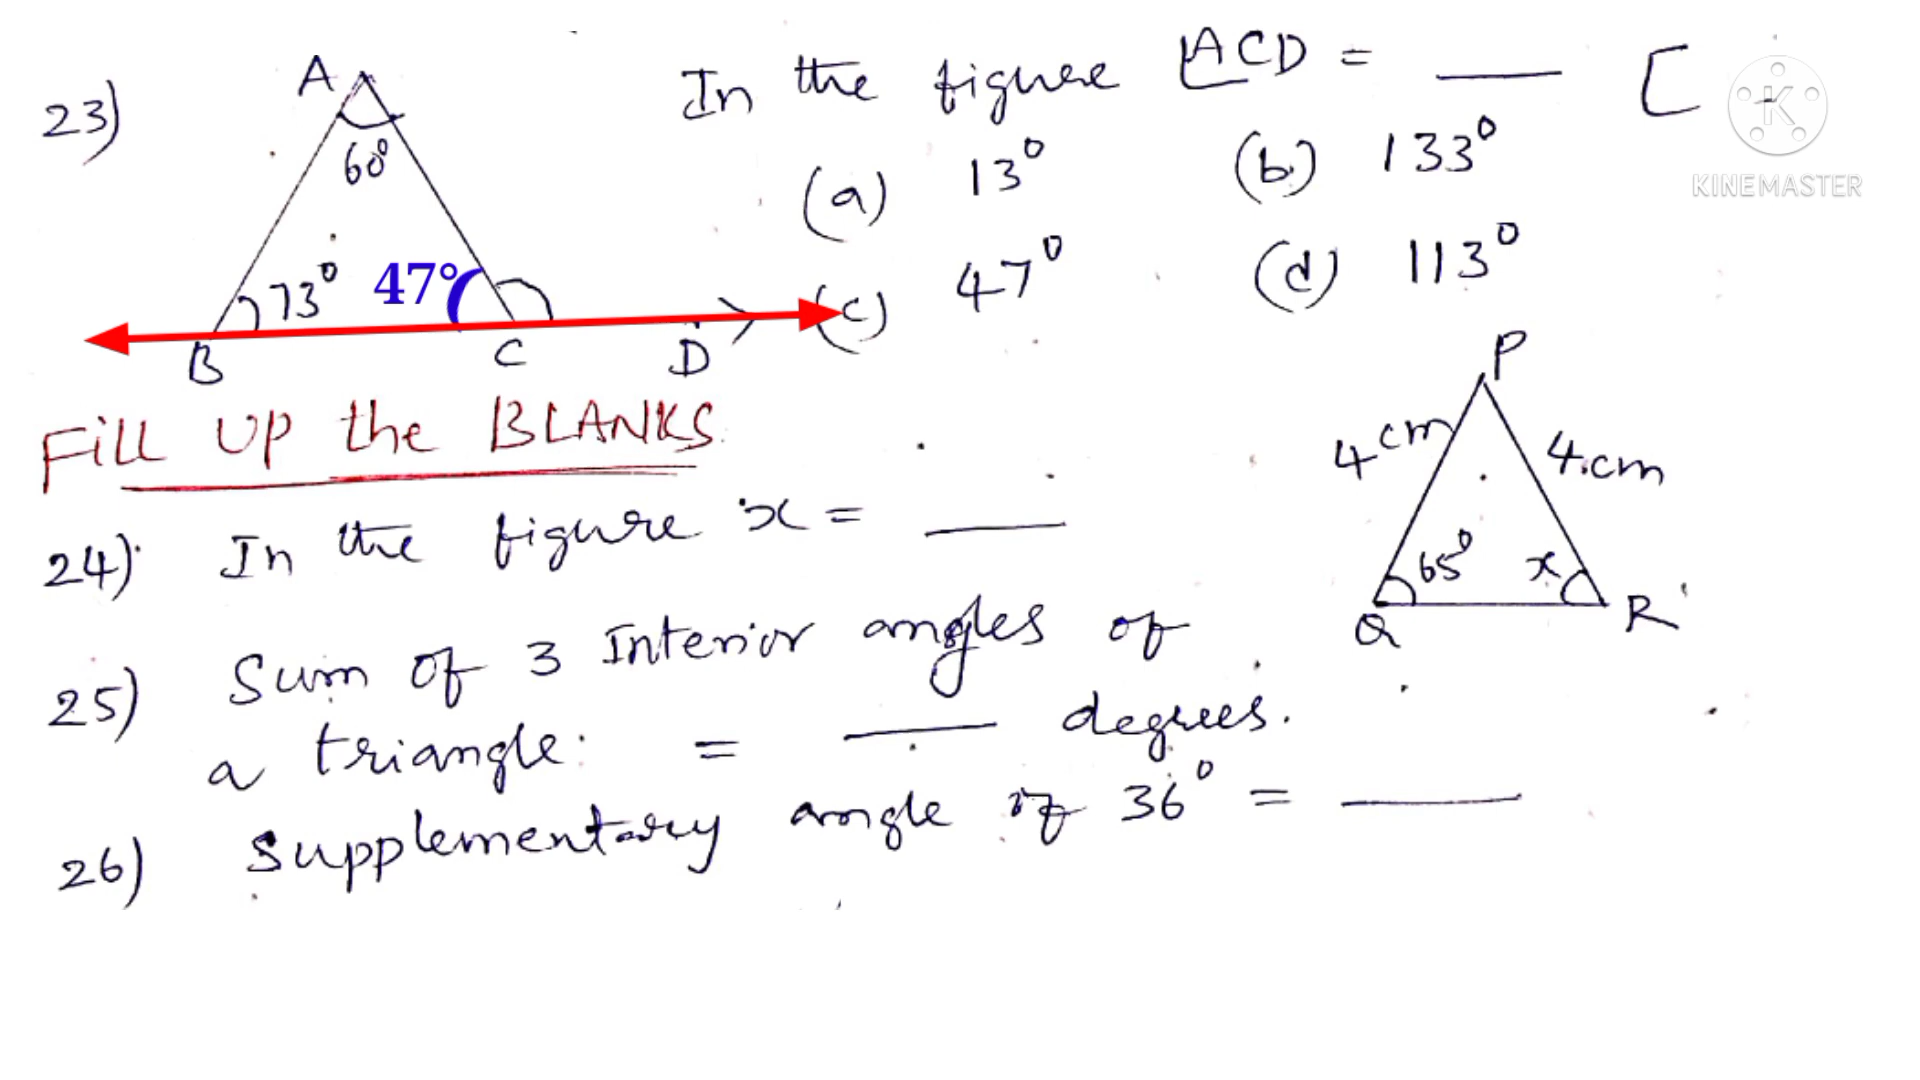 23) In the figure ∠ACD = ____ [
A
60°
73° 47°
B C D
(a) 13° (b) 133°
(c) 47° (d) 113°
KINEMASTER
Fill UP the BLANKS
24) In the figure x = ____
P
4cm 4cm
65° x
Q R
25) Sum of 3 Interior angles of
a triangle: = ____ degrees.
26) Supplementary angle of 36° = ____